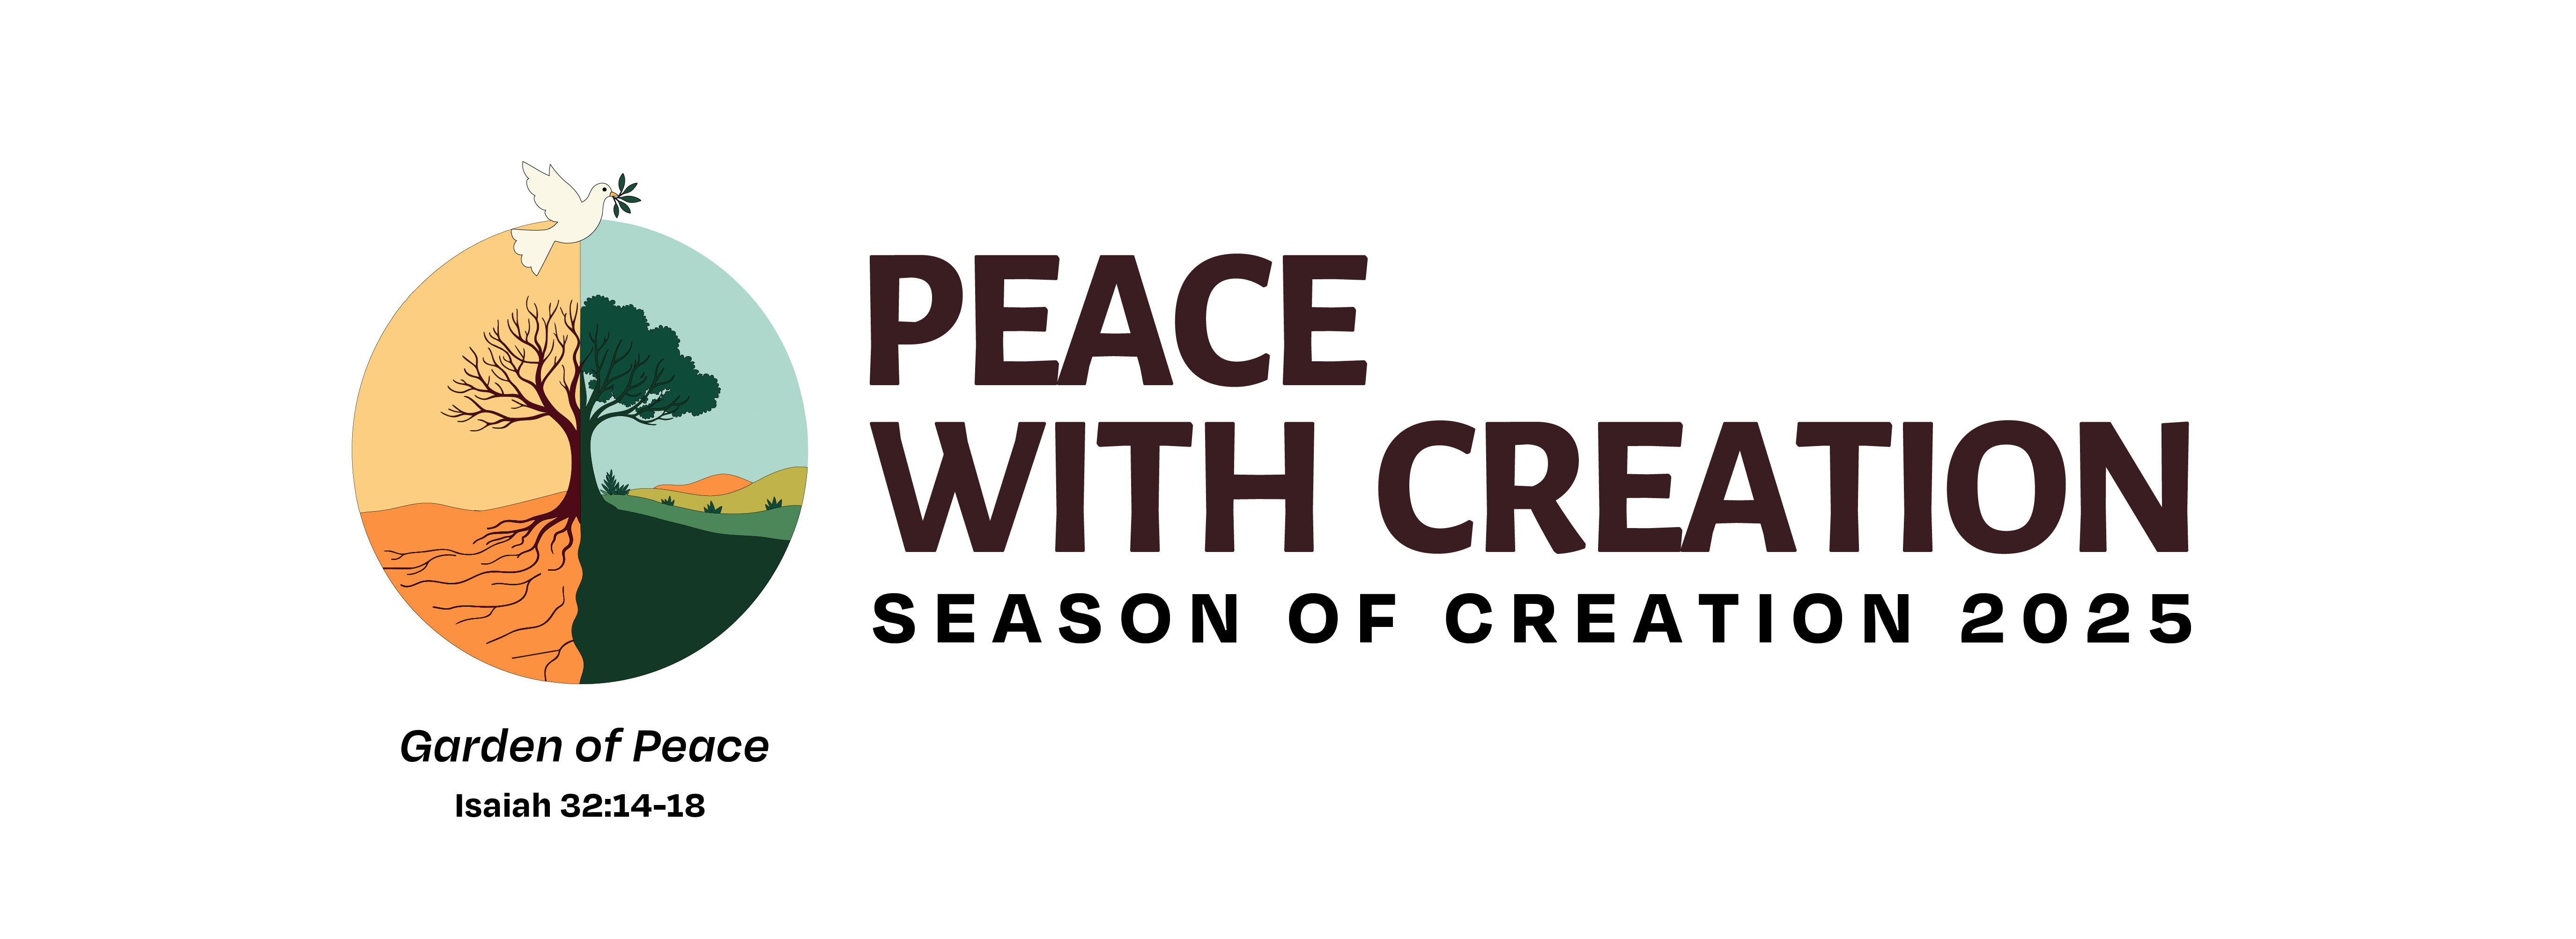 PEACE
WITH CREATION
SEASON OF CREATION 2025
Garden of Peace
Isaiah 32:14-18